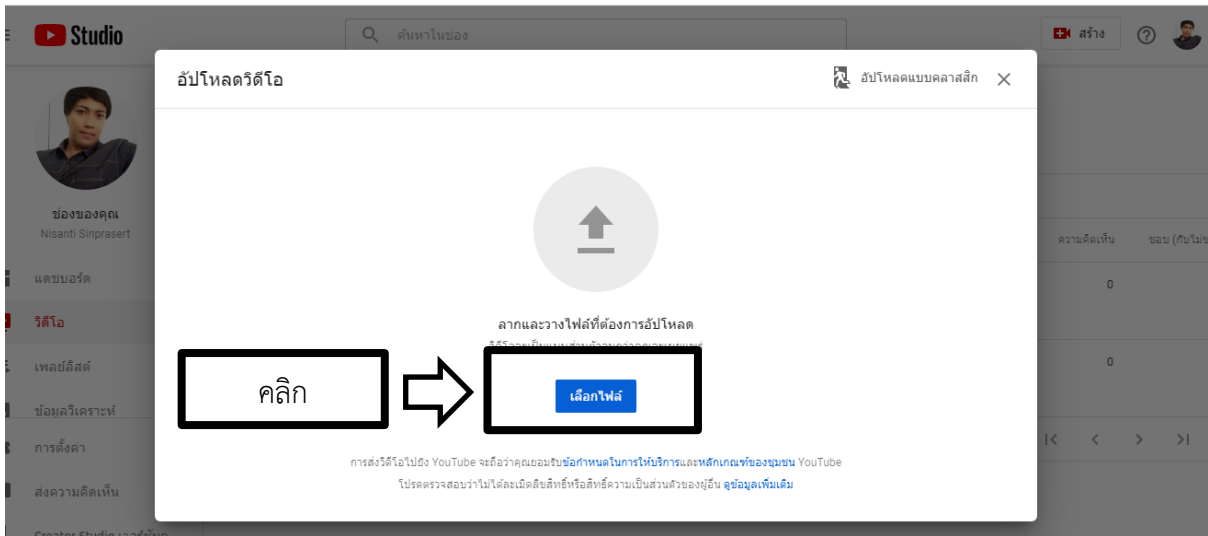 Studio
ค้นหาในช่อง
สร้าง
อัปโหลดวิดีโอ
อัปโหลดแบบคลาสสิก
ช่องของคุณ
Nisanti Sinprasert
แดชบอร์ด
วิดีโอ
เพลย์ลิสต์
ข้อมูลวิเคราะห์
การตั้งค่า
ส่งความคิดเห็น
Creator Studio
ลากและวางไฟล์ที่ต้องการอัปโหลด
คลิก
เลือกไฟล์
การส่งวิดีโอไปยัง YouTube จะถือว่าคุณยอมรับข้อกำหนดในการให้บริการและหลักเกณฑ์ของชุมชน YouTube
โปรดตรวจสอบว่าไม่ได้ละเมิดลิขสิทธิ์หรือสิทธิ์ความเป็นส่วนตัวของผู้อื่น ดูข้อมูลเพิ่มเติม
ความคิดเห็น
ชอบ (กับไม่ช
0
0